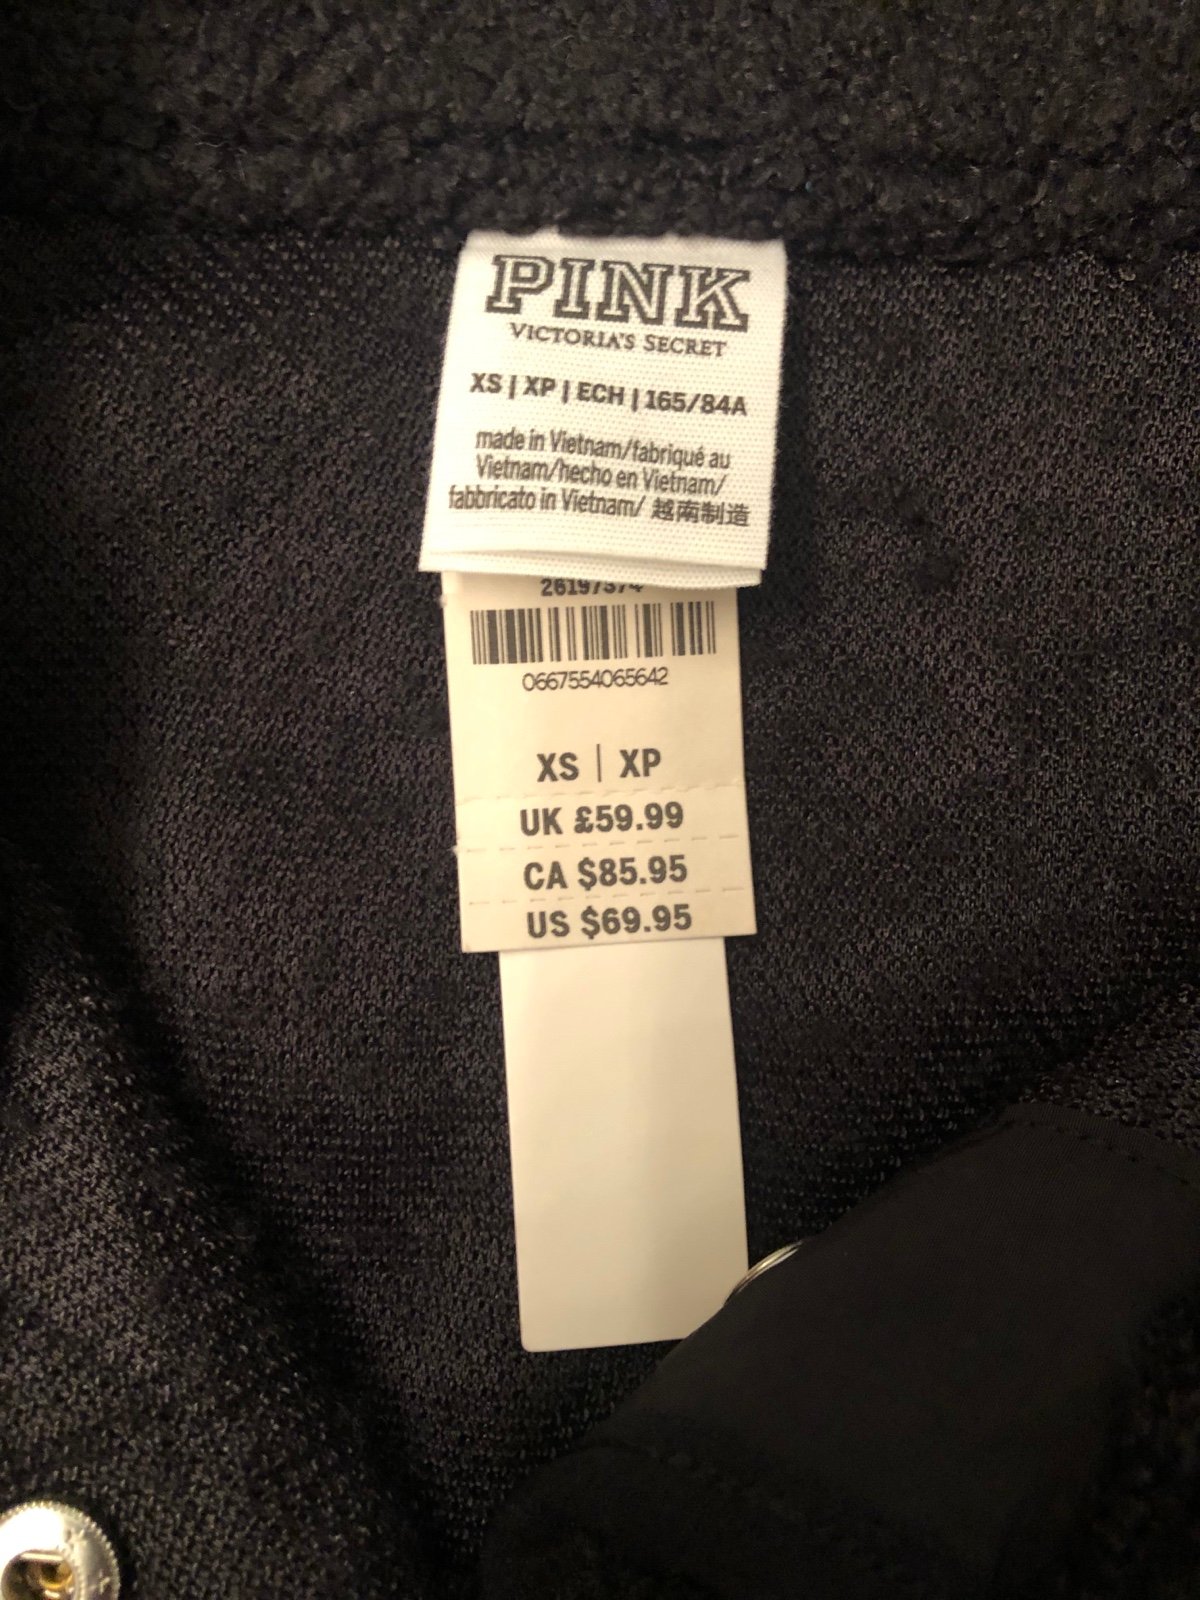 PINK
VICTORIA'S SECRET
XS | XP | ECH | 165/84A
made in Vietnam/fabriqué au
Vietnam/hecho en Vietnam/
fabbricato in Vietnam/ 越南制造
26197374
0667554065642
XS | XP
UK £59.99
CA $85.95
US $69.95